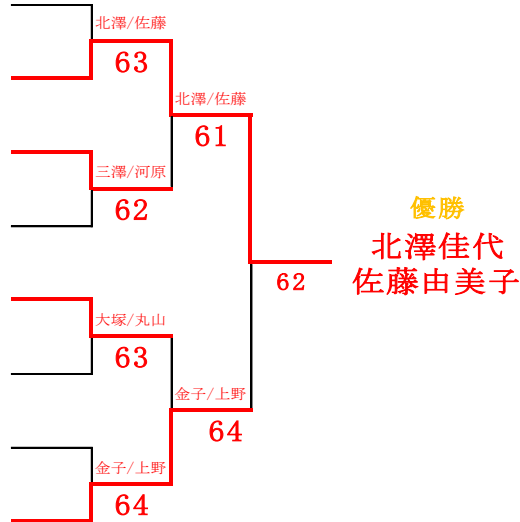 北澤/佐藤
63
北澤/佐藤
61
三澤/河原
62
優勝
北澤佳代
佐藤由美子
62
大塚/丸山
63
金子/上野
64
金子/上野
64